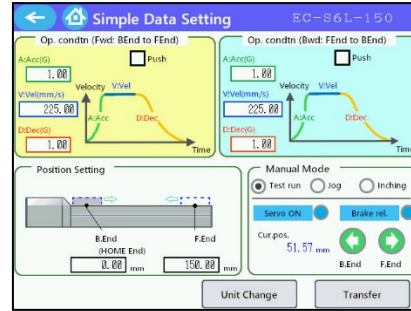 Simple Data Setting EC-S6L-150
Op. condtn (Fwd: BEnd to FEnd)
A:Acc(G) Push
1.00
V:Vel(mm/s) Velocity V:Vel
225.00
A:Acc D:Dec
D:Dec(G)
1.00 Time
Op. condtn (Bwd: FEnd to BEnd)
A:Acc(G) Push
1.00
V:Vel(mm/s) Velocity V:Vel
225.00
A:Acc D:Dec
D:Dec(G)
1.00 Time
Position Setting
B.End F.End
(HOME End)
0.00 mm 150.00 mm
Manual Mode
Test run Jog Inching
Servo ON Brake rel.
Cur.pos.
51.57 mm
B.End F.End
Unit Change Transfer